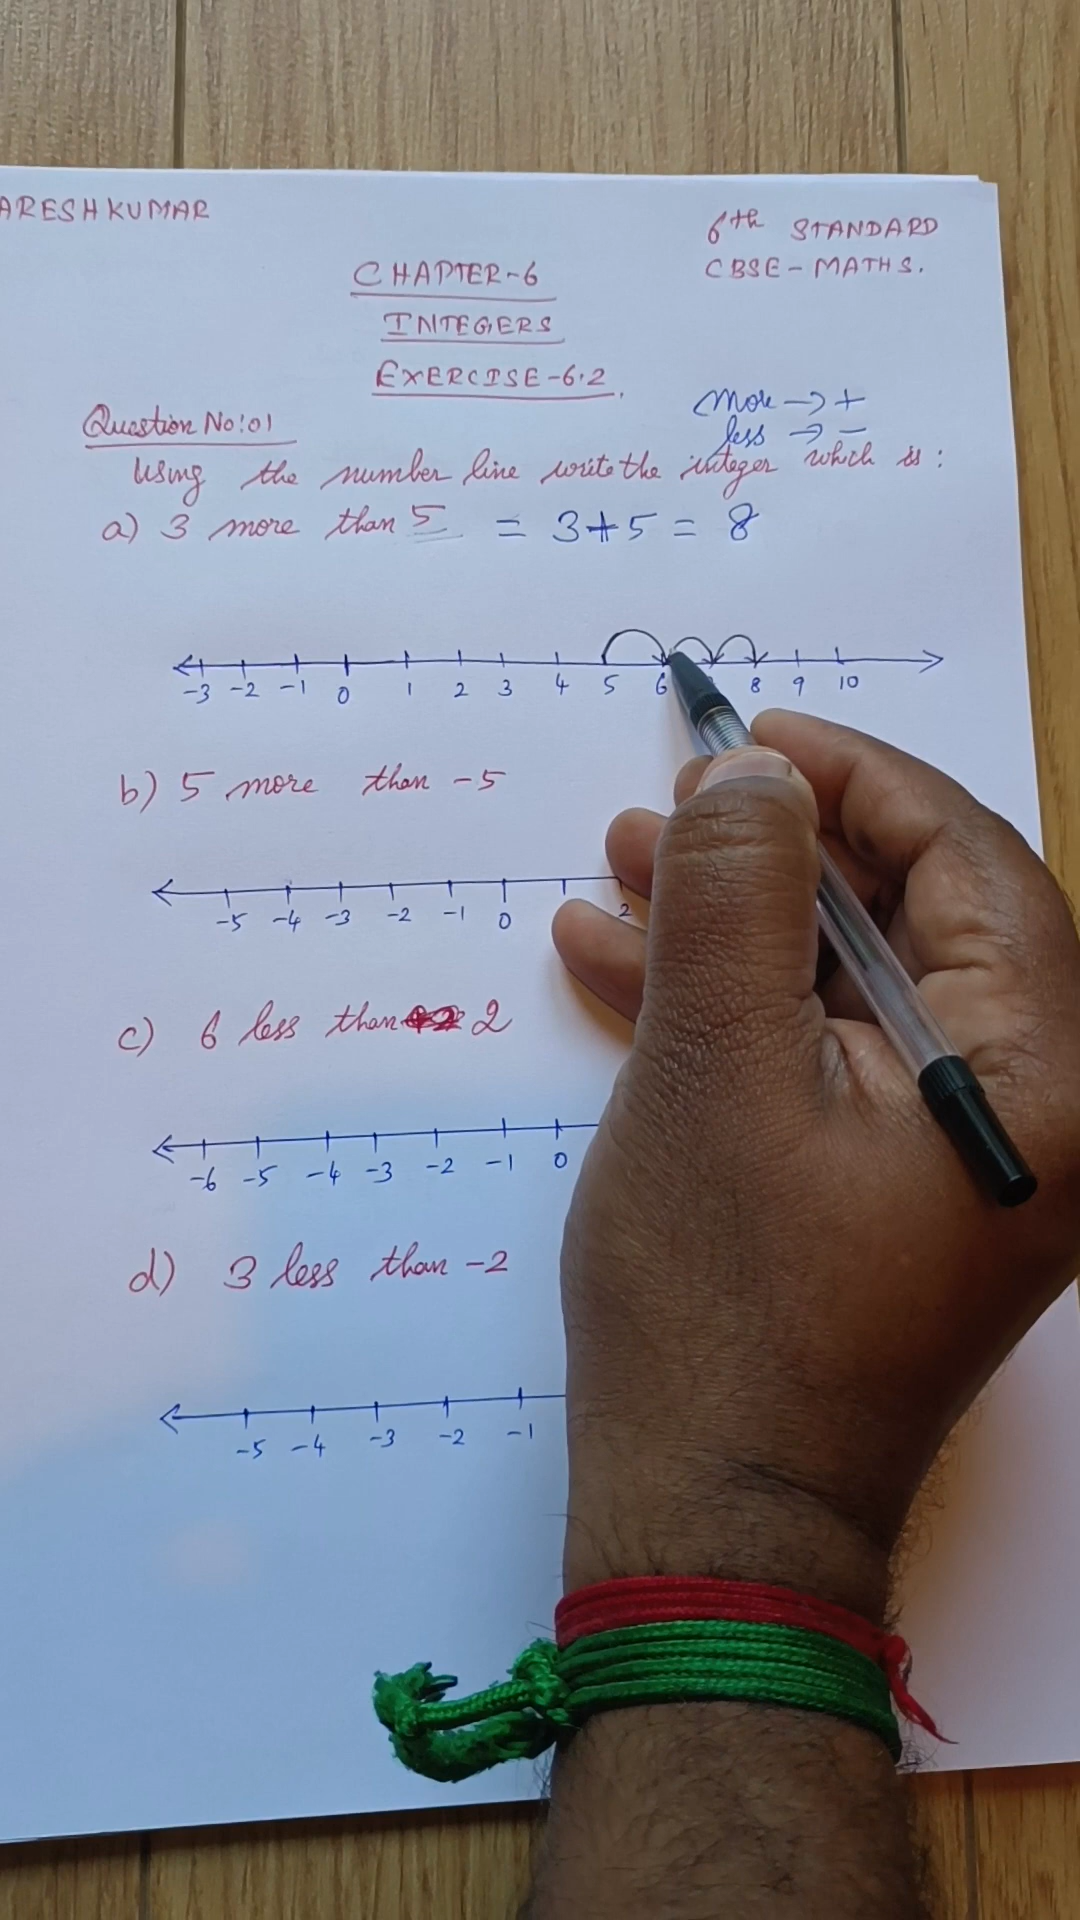 ARESHKUMAR
6th STANDARD
CBSE - MATHS.
CHAPTER-6
INTEGERS
EXERCISE-6.2.
more → +
less → -
Question No:01
Using the number line write the integer which is :
a) 3 more than 5 = 3+5 = 8
-3 -2 -1 0 1 2 3 4 5 6 8 9 10
b) 5 more than -5
-5 -4 -3 -2 -1 0 2
c) 6 less than 2
-6 -5 -4 -3 -2 -1 0
d) 3 less than -2
-5 -4 -3 -2 -1